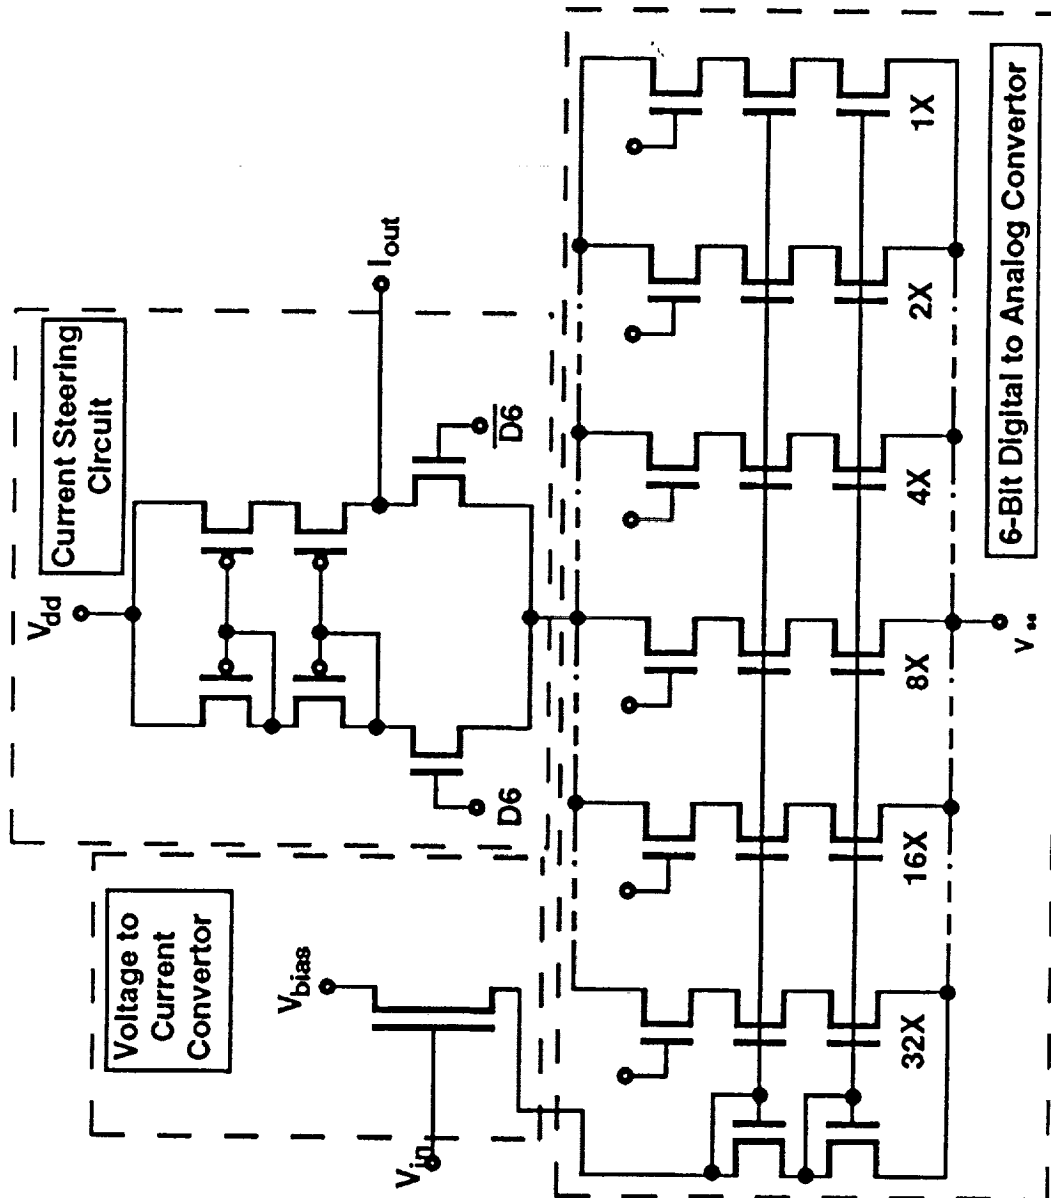 Voltage to
Current
Convertor
Current Steering
Circuit
Vdd
Vbias
Vin
D6
D6
Iout
32X
16X
8X
4X
2X
1X
6-Bit Digital to Analog Convertor